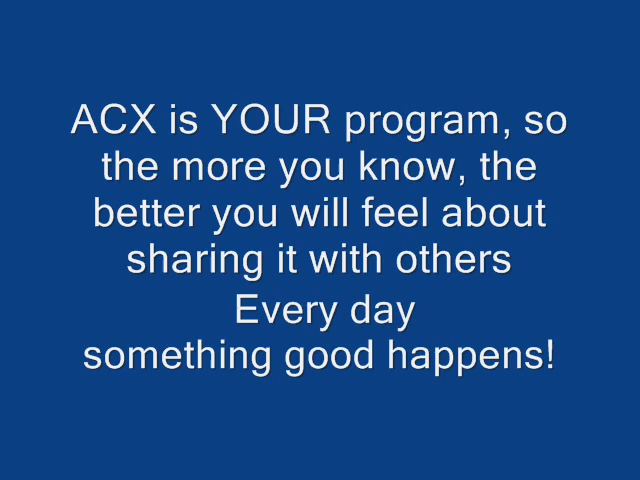 ACX is YOUR program, so
the more you know, the
better you will feel about
sharing it with others
Every day
something good happens!